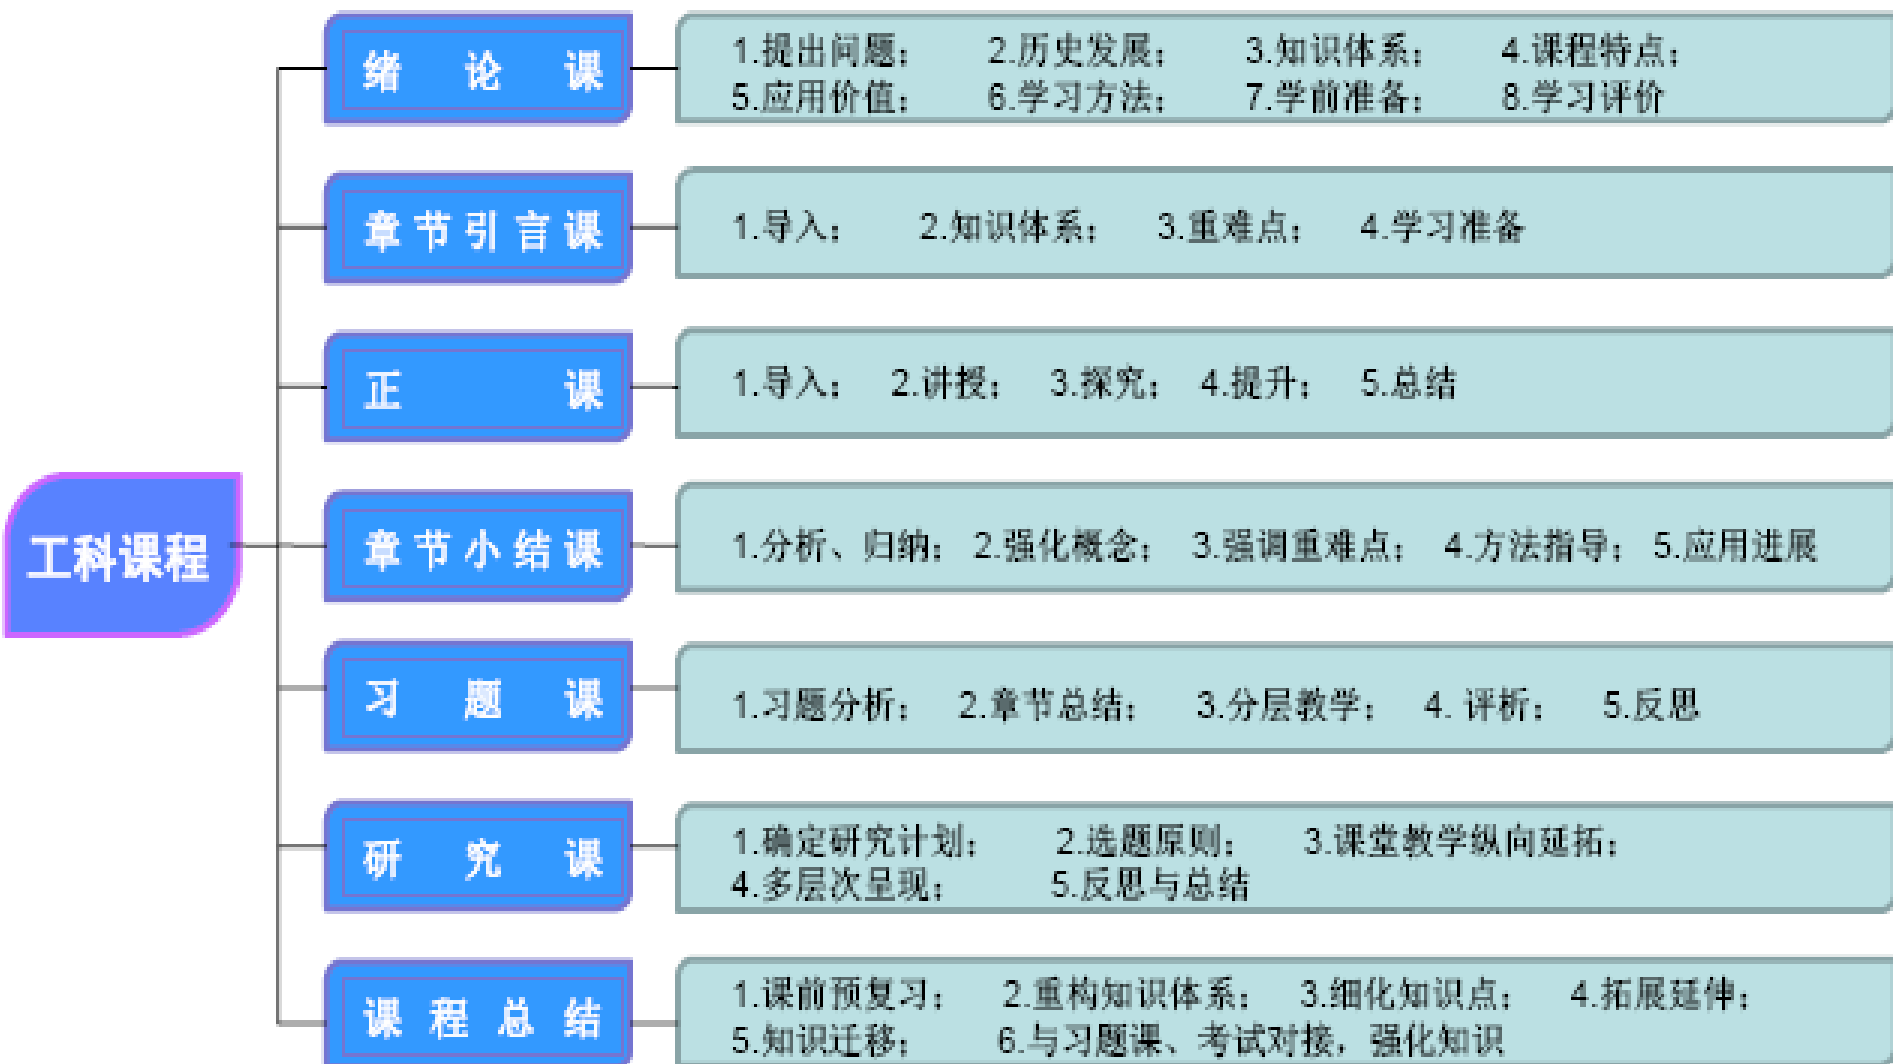 工科课程
绪论课
1.提出问题； 2.历史发展； 3.知识体系； 4.课程特点；
5.应用价值； 6.学习方法； 7.学前准备； 8.学习评价
章节引言课
1.导入； 2.知识体系； 3.重难点； 4.学习准备
正课
1.导入； 2.讲授； 3.探究； 4.提升； 5.总结
章节小结课
1.分析、归纳； 2.强化概念； 3.强调重难点； 4.方法指导； 5.应用进展
习题课
1.习题分析； 2.章节总结； 3.分层教学； 4. 评析； 5.反思
研究课
1.确定研究计划； 2.选题原则； 3.课堂教学纵向延拓；
4.多层次呈现； 5.反思与总结
课程总结
1.课前预复习； 2.重构知识体系； 3.细化知识点； 4.拓展延伸；
5.知识迁移； 6.与习题课、考试对接，强化知识